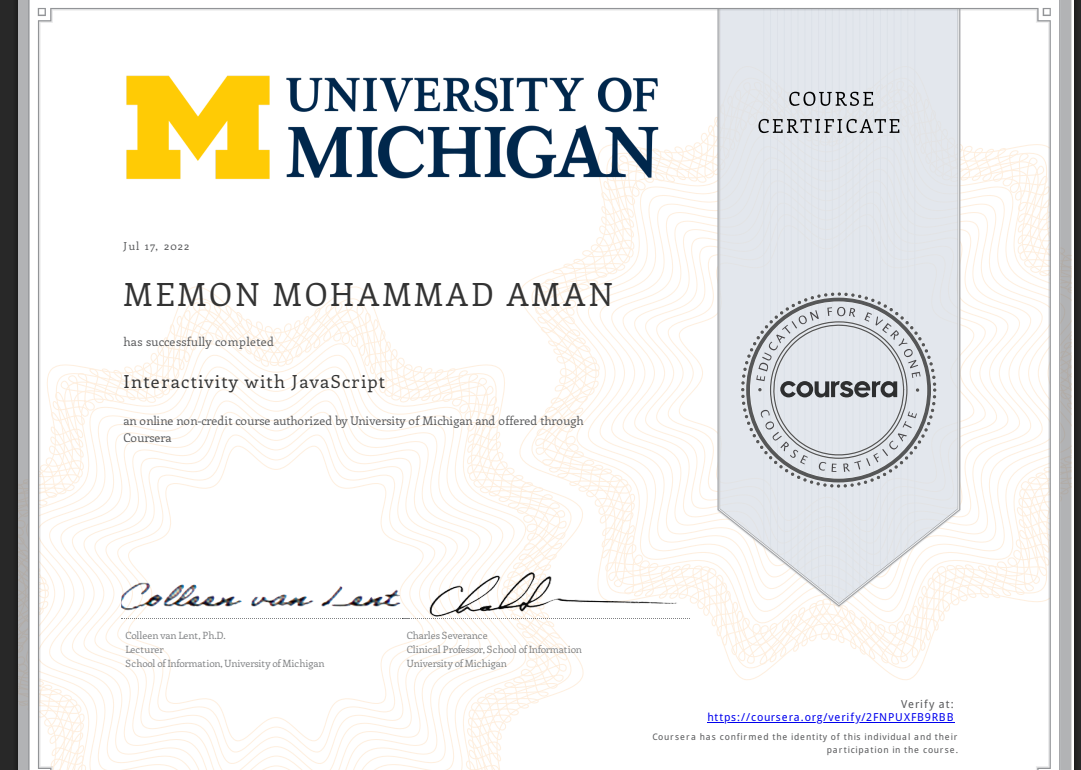 UNIVERSITY OF
MICHIGAN
COURSE
CERTIFICATE
Jul 17, 2022
MEMON MOHAMMAD AMAN
has successfully completed
Interactivity with JavaScript
an online non-credit course authorized by University of Michigan and offered through
Coursera
EDUCATION FOR EVERYONE
coursera
COURSE CERTIFICATE
Colleen van Lent
Colleen van Lent, Ph.D.
Lecturer
School of Information, University of Michigan
Charles Severance
Clinical Professor, School of Information
University of Michigan
Verify at:
https://coursera.org/verify/2FNPUXFB9RBB
Coursera has confirmed the identity of this individual and their
participation in the course.